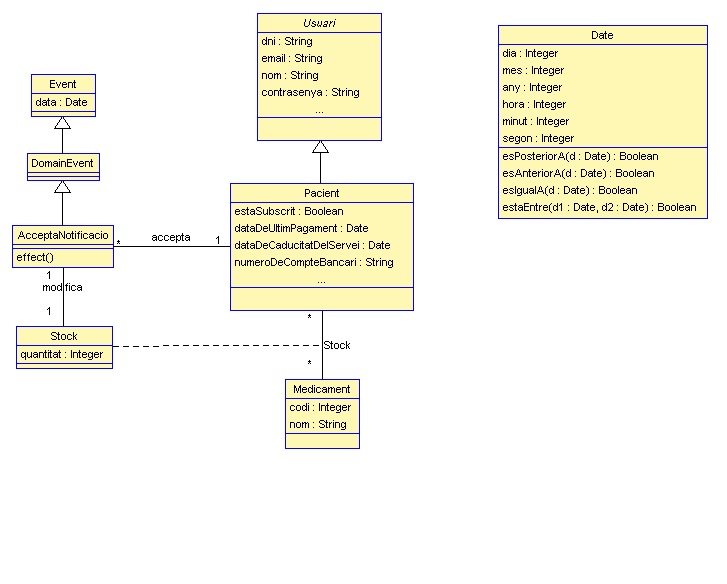 Usuari
dni : String
email : String
nom : String
contrasenya : String
...
Date
dia : Integer
mes : Integer
any : Integer
hora : Integer
minut : Integer
segon : Integer
esPosteriorA(d : Date) : Boolean
esAnteriorA(d : Date) : Boolean
esIgualA(d : Date) : Boolean
estaEntre(d1 : Date, d2 : Date) : Boolean
Event
data : Date
DomainEvent
AcceptaNotificacio
effect()
* accepta 1
Pacient
estaSubscrit : Boolean
dataDeUltimPagament : Date
dataDeCaducitatDelServei : Date
numeroDeCompteBancari : String
...
1
modifica
1
Stock
quantitat : Integer
*
Stock
*
Medicament
codi : Integer
nom : String